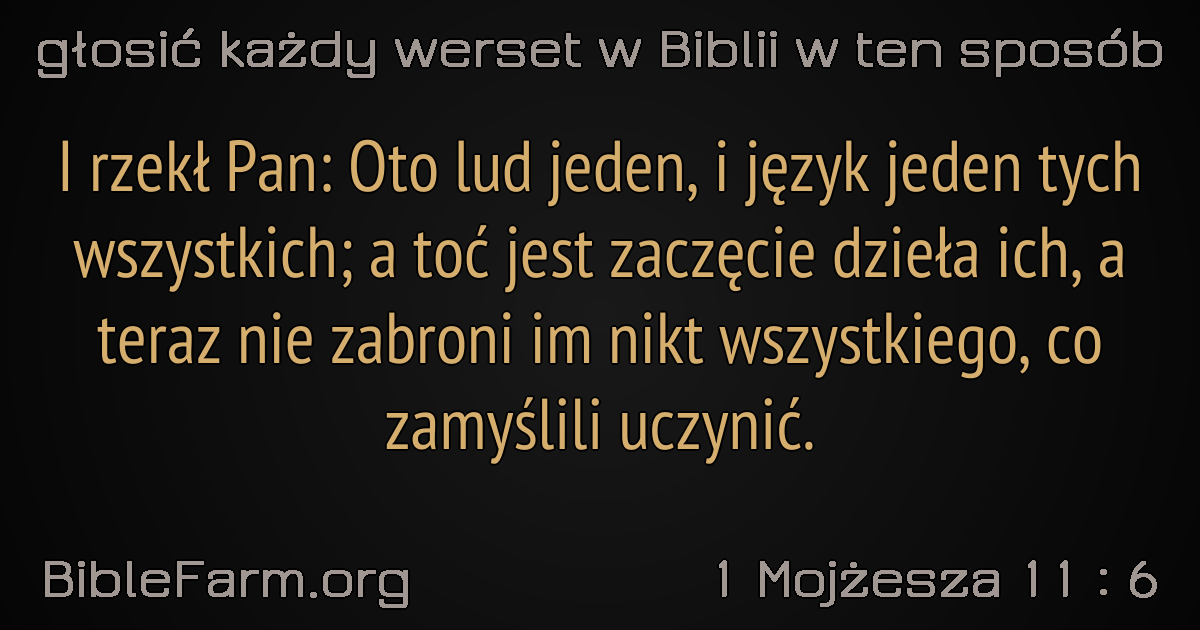 głosić każdy werset w Biblii w ten sposób
I rzekł Pan: Oto lud jeden, i język jeden tych
wszystkich; a toć jest zaczęcie dzieła ich, a
teraz nie zabroni im nikt wszystkiego, co
zamyślili uczynić.
BibleFarm.org
1 Mojżesza 11 : 6